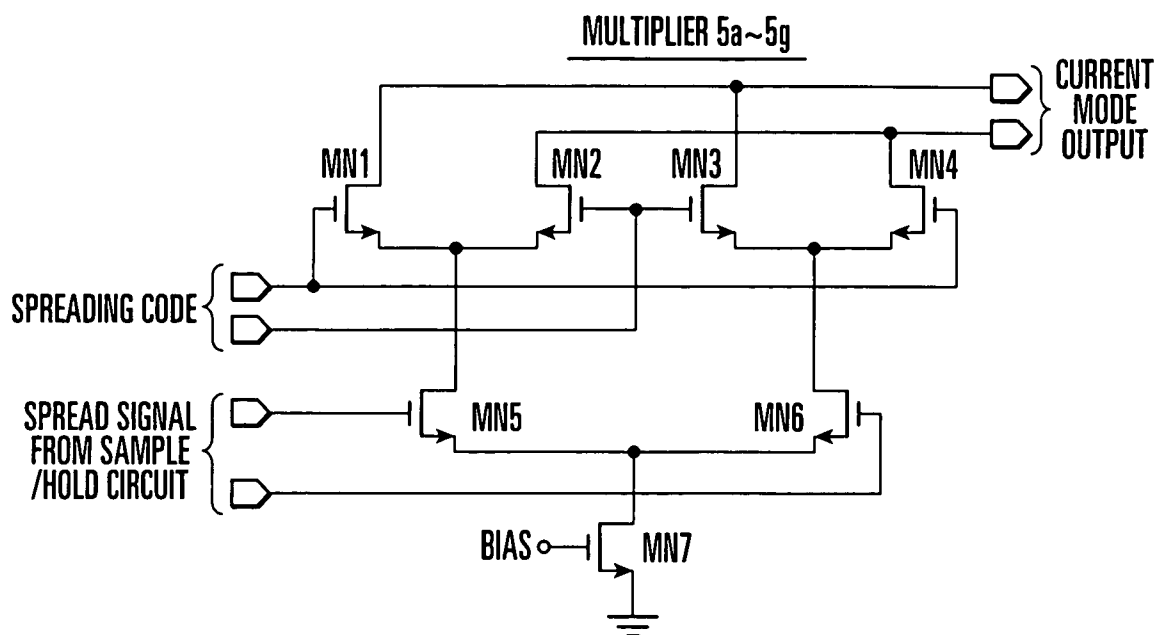 MULTIPLIER 5a~5g
CURRENT
MODE
OUTPUT
MN1
MN2
MN3
MN4
SPREADING CODE
SPREAD SIGNAL
FROM SAMPLE
/HOLD CIRCUIT
MN5
MN6
BIAS
MN7